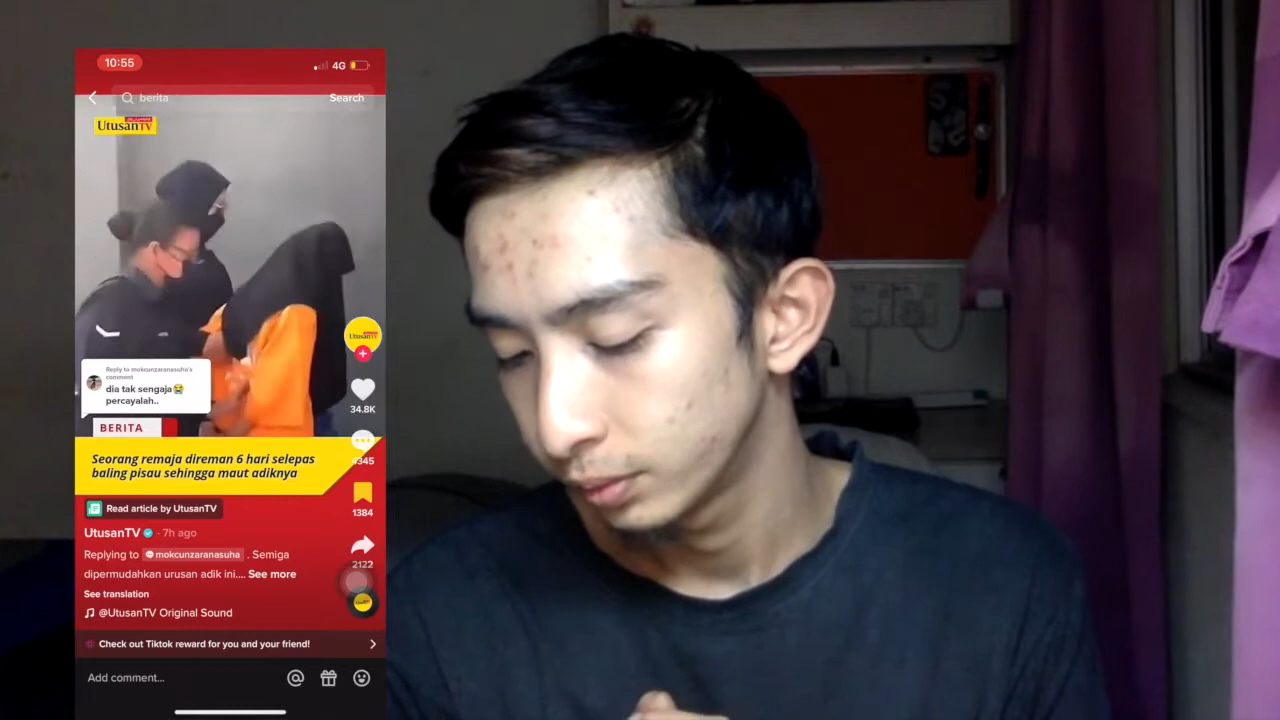 10:55
4G
berita
Search
UtusanTV
UtusanTV
Reply to mokcunzaranasuha's
comment
dia tak sengaja😭
percayalah..
34.8K
BERITA
4345
Seorang remaja direman 6 hari selepas
baling pisau sehingga maut adiknya
1384
Read article by UtusanTV
UtusanTV · 7h ago
Replying to mokcunzaranasuha . Semiga
dipermudahkan urusan adik ini.... See more
2122
See translation
@UtusanTV Original Sound
Check out Tiktok reward for you and your friend!
Add comment...